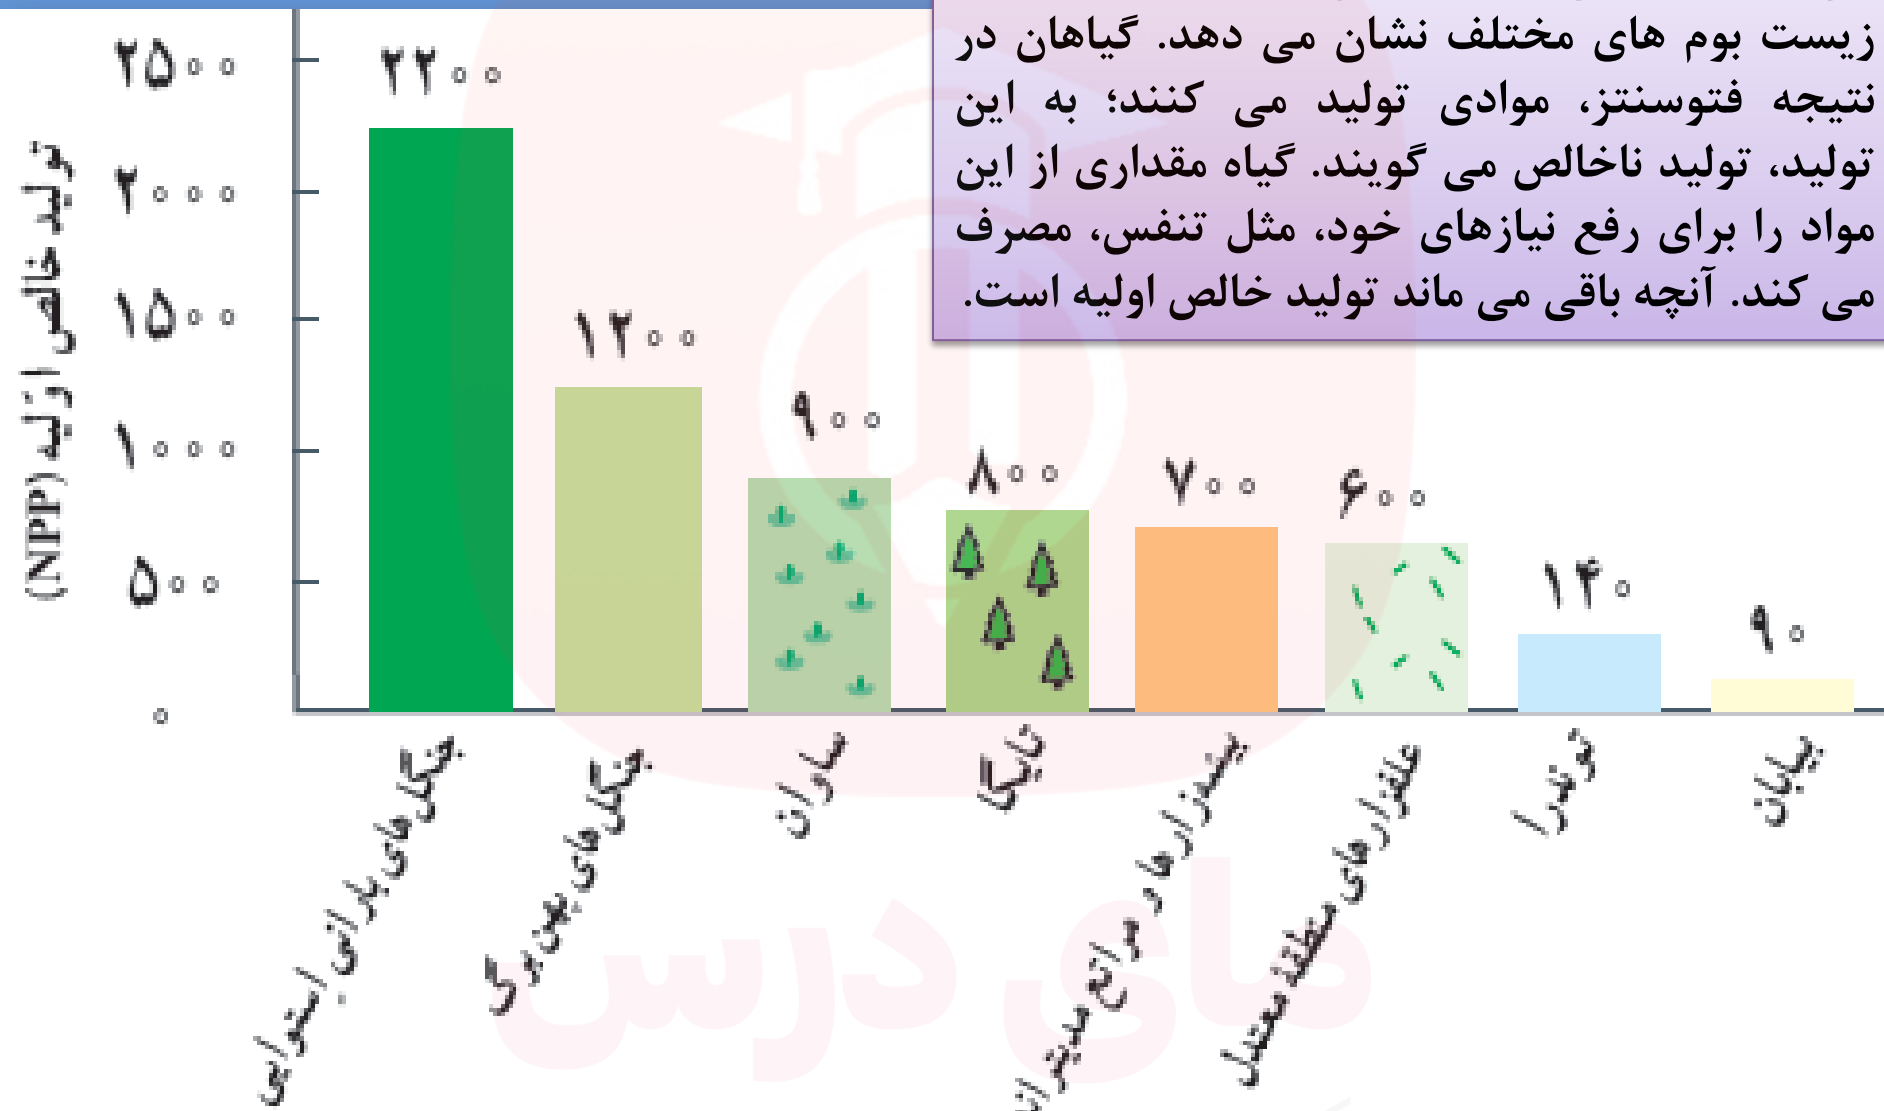 زیست بوم های مختلف نشان می دهد. گیاهان در
نتیجه فتوسنتز، موادی تولید می کنند؛ به این
تولید، تولید ناخالص می گویند. گیاه مقداری از این
مواد را برای رفع نیازهای خود، مثل تنفس، مصرف
می کند. آنچه باقی می ماند تولید خالص اولیه است.
تولید خالص اوّلیه (NPP)
۲۵۰۰
۲۰۰۰
۱۵۰۰
۱۰۰۰
۵۰۰
۰
۲۲۰۰
۱۲۰۰
۹۰۰
۸۰۰
۷۰۰
۶۰۰
۱۴۰
۹۰
جنگل‌های بارانی استوایی
جنگل‌های پهن برگ
ساوان
تایگا
بیشه‌زارها و مراتع
علفزارهای منطقهٔ معتدل
توندرا
بیابان
مای درس